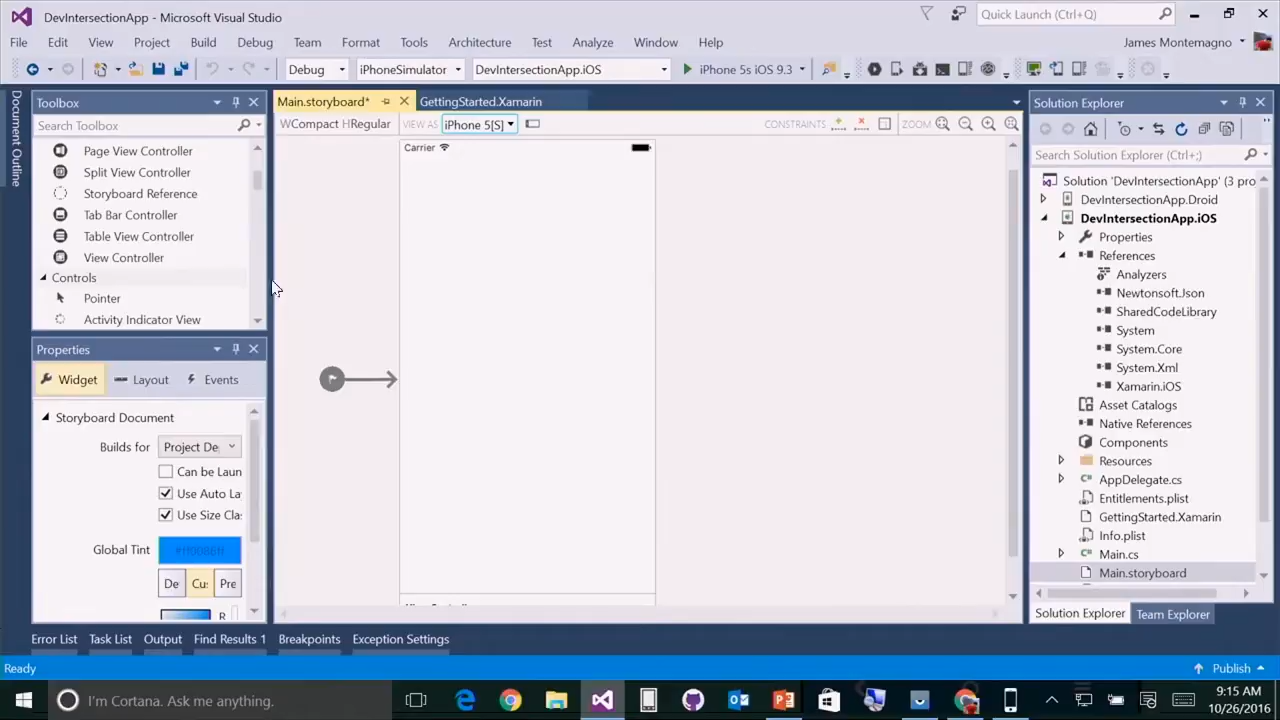 DevIntersectionApp - Microsoft Visual Studio
Quick Launch (Ctrl+Q)
File Edit View Project Build Debug Team Format Tools Architecture Test Analyze Window Help
James Montemagno
Debug iPhoneSimulator DevIntersectionApp.iOS iPhone 5s iOS 9.3
Document Outline
Toolbox
Search Toolbox
Page View Controller
Split View Controller
Storyboard Reference
Tab Bar Controller
Table View Controller
View Controller
Controls
Pointer
Activity Indicator View
Properties
Widget Layout Events
Storyboard Document
Builds for Project De
Can be Laun
Use Auto La
Use Size Clas
Global Tint
De Cu Pre
R
Main.storyboard* GettingStarted.Xamarin
WCompact HRegular VIEW AS iPhone 5[S] CONSTRAINTS ZOOM
Carrier
Solution Explorer
Search Solution Explorer (Ctrl+;)
Solution 'DevIntersectionApp' (3 pro
DevIntersectionApp.Droid
DevIntersectionApp.iOS
Properties
References
Analyzers
Newtonsoft.Json
SharedCodeLibrary
System
System.Core
System.Xml
Xamarin.iOS
Asset Catalogs
Native References
Components
Resources
AppDelegate.cs
Entitlements.plist
GettingStarted.Xamarin
Info.plist
Main.cs
Main.storyboard
Solution Explorer Team Explorer
Error List Task List Output Find Results 1 Breakpoints Exception Settings
Ready
Publish
I'm Cortana. Ask me anything.
9:15 AM
10/26/2016